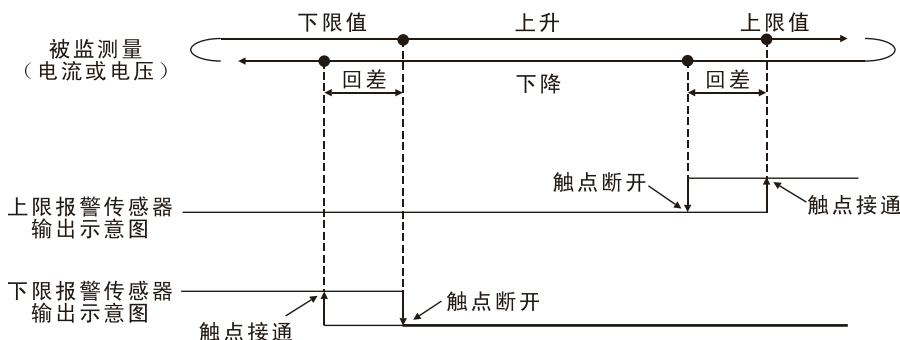 下限值
上升
上限值
被监测量
（电流或电压）
回差
下降
回差
触点断开
触点接通
上限报警传感器
输出示意图
下限报警传感器
输出示意图
触点断开
触点接通